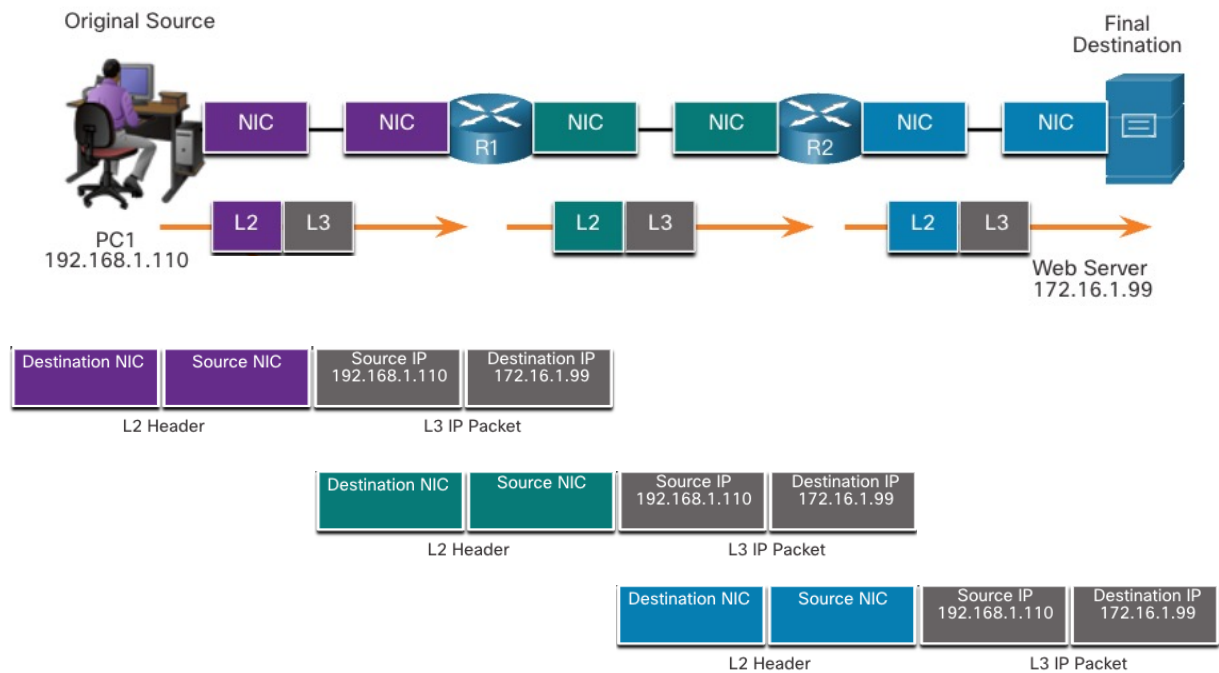 Original Source
Final
Destination
NIC
NIC
R1
NIC
NIC
R2
NIC
NIC
L2
L3
L2
L3
L2
L3
PC1
192.168.1.110
Web Server
172.16.1.99
Destination NIC
Source NIC
Source IP
192.168.1.110
Destination IP
172.16.1.99
L2 Header
L3 IP Packet
Destination NIC
Source NIC
Source IP
192.168.1.110
Destination IP
172.16.1.99
L2 Header
L3 IP Packet
Destination NIC
Source NIC
Source IP
192.168.1.110
Destination IP
172.16.1.99
L2 Header
L3 IP Packet